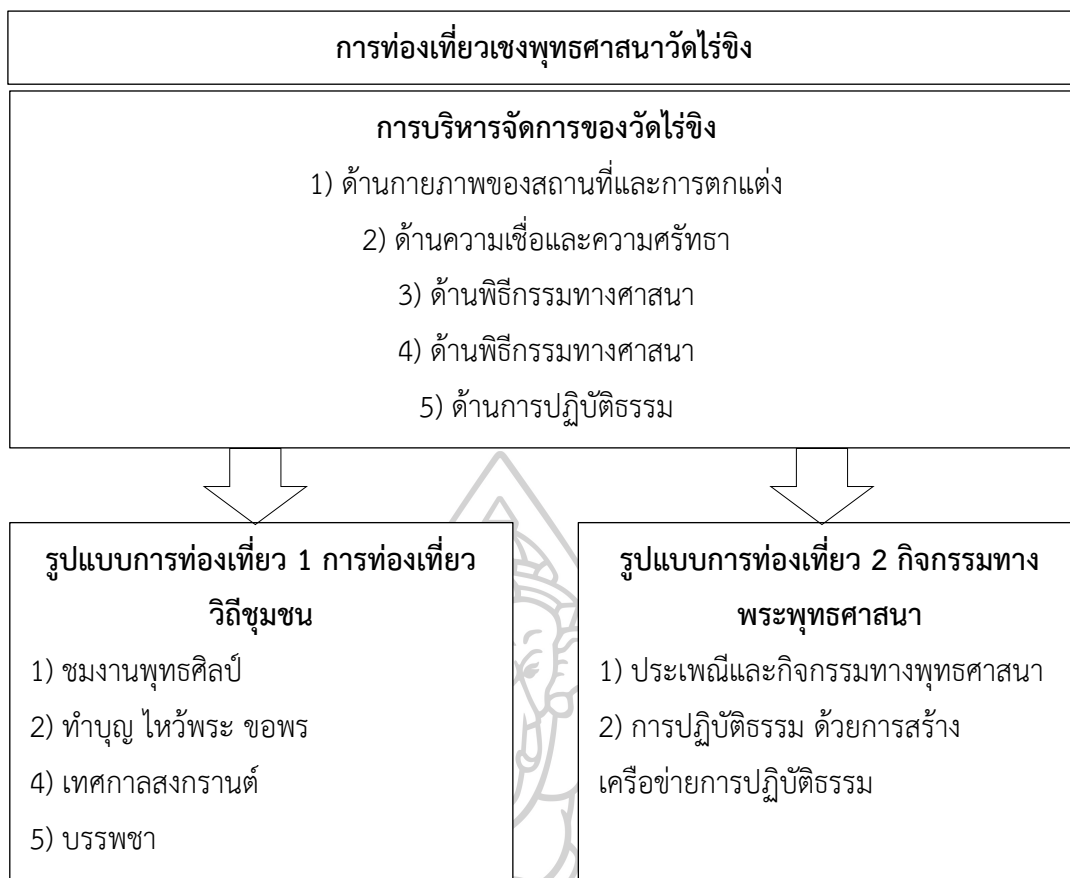 การท่องเที่ยวเชงพุทธศาสนาวัดไร่ขิง
การบริหารจัดการของวัดไร่ขิง
1) ด้านกายภาพของสถานที่และการตกแต่ง
2) ด้านความเชื่อและความศรัทธา
3) ด้านพิธีกรรมทางศาสนา
4) ด้านพิธีกรรมทางศาสนา
5) ด้านการปฏิบัติธรรม
รูปแบบการท่องเที่ยว 1 การท่องเที่ยว
วิถีชุมชน
1) ชมงานพุทธศิลป์
2) ทำบุญ ไหว้พระ ขอพร
4) เทศกาลสงกรานต์
5) บรรพชา
รูปแบบการท่องเที่ยว 2 กิจกรรมทาง
พระพุทธศาสนา
1) ประเพณีและกิจกรรมทางพุทธศาสนา
2) การปฏิบัติธรรม ด้วยการสร้าง
เครือข่ายการปฏิบัติธรรม